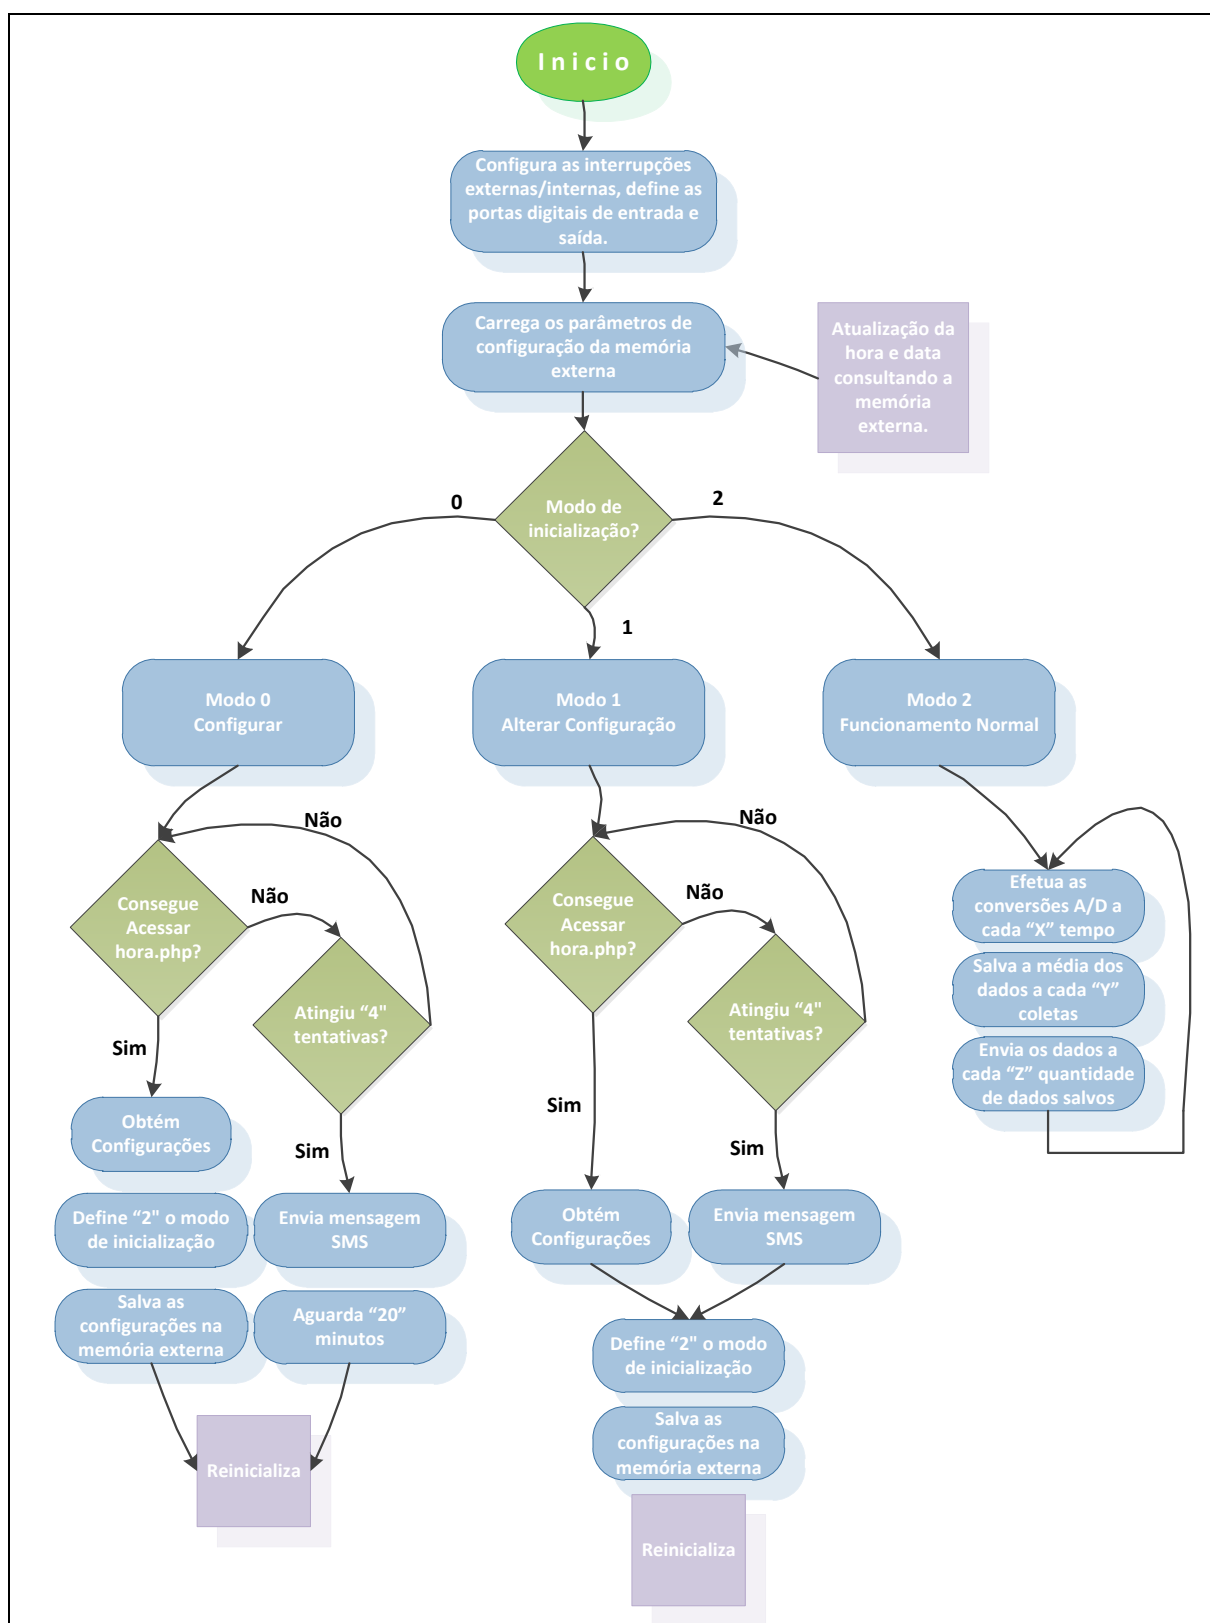 I n i c i o
Configura as interrupções
externas/internas, define as
portas digitais de entrada e
saída.
Carrega os parâmetros de
configuração da memória
externa
Atualização da
hora e data
consultando a
memória
externa.
Modo de
inicialização?
0
2
1
Modo 0
Configurar
Modo 1
Alterar Configuração
Modo 2
Funcionamento Normal
Não
Consegue
Acessar
hora.php?
Não
Atingiu “4"
tentativas?
Sim
Sim
Obtém
Configurações
Define “2" o modo
de inicialização
Salva as
configurações na
memória externa
Envia mensagem
SMS
Aguarda “20”
minutos
Reinicializa
Não
Consegue
Acessar
hora.php?
Não
Atingiu “4"
tentativas?
Sim
Sim
Obtém
Configurações
Envia mensagem
SMS
Define “2" o modo
de inicialização
Salva as
configurações na
memória externa
Reinicializa
Efetua as
conversões A/D a
cada “X” tempo
Salva a média dos
dados a cada “Y”
coletas
Envia os dados a
cada “Z” quantidade
de dados salvos